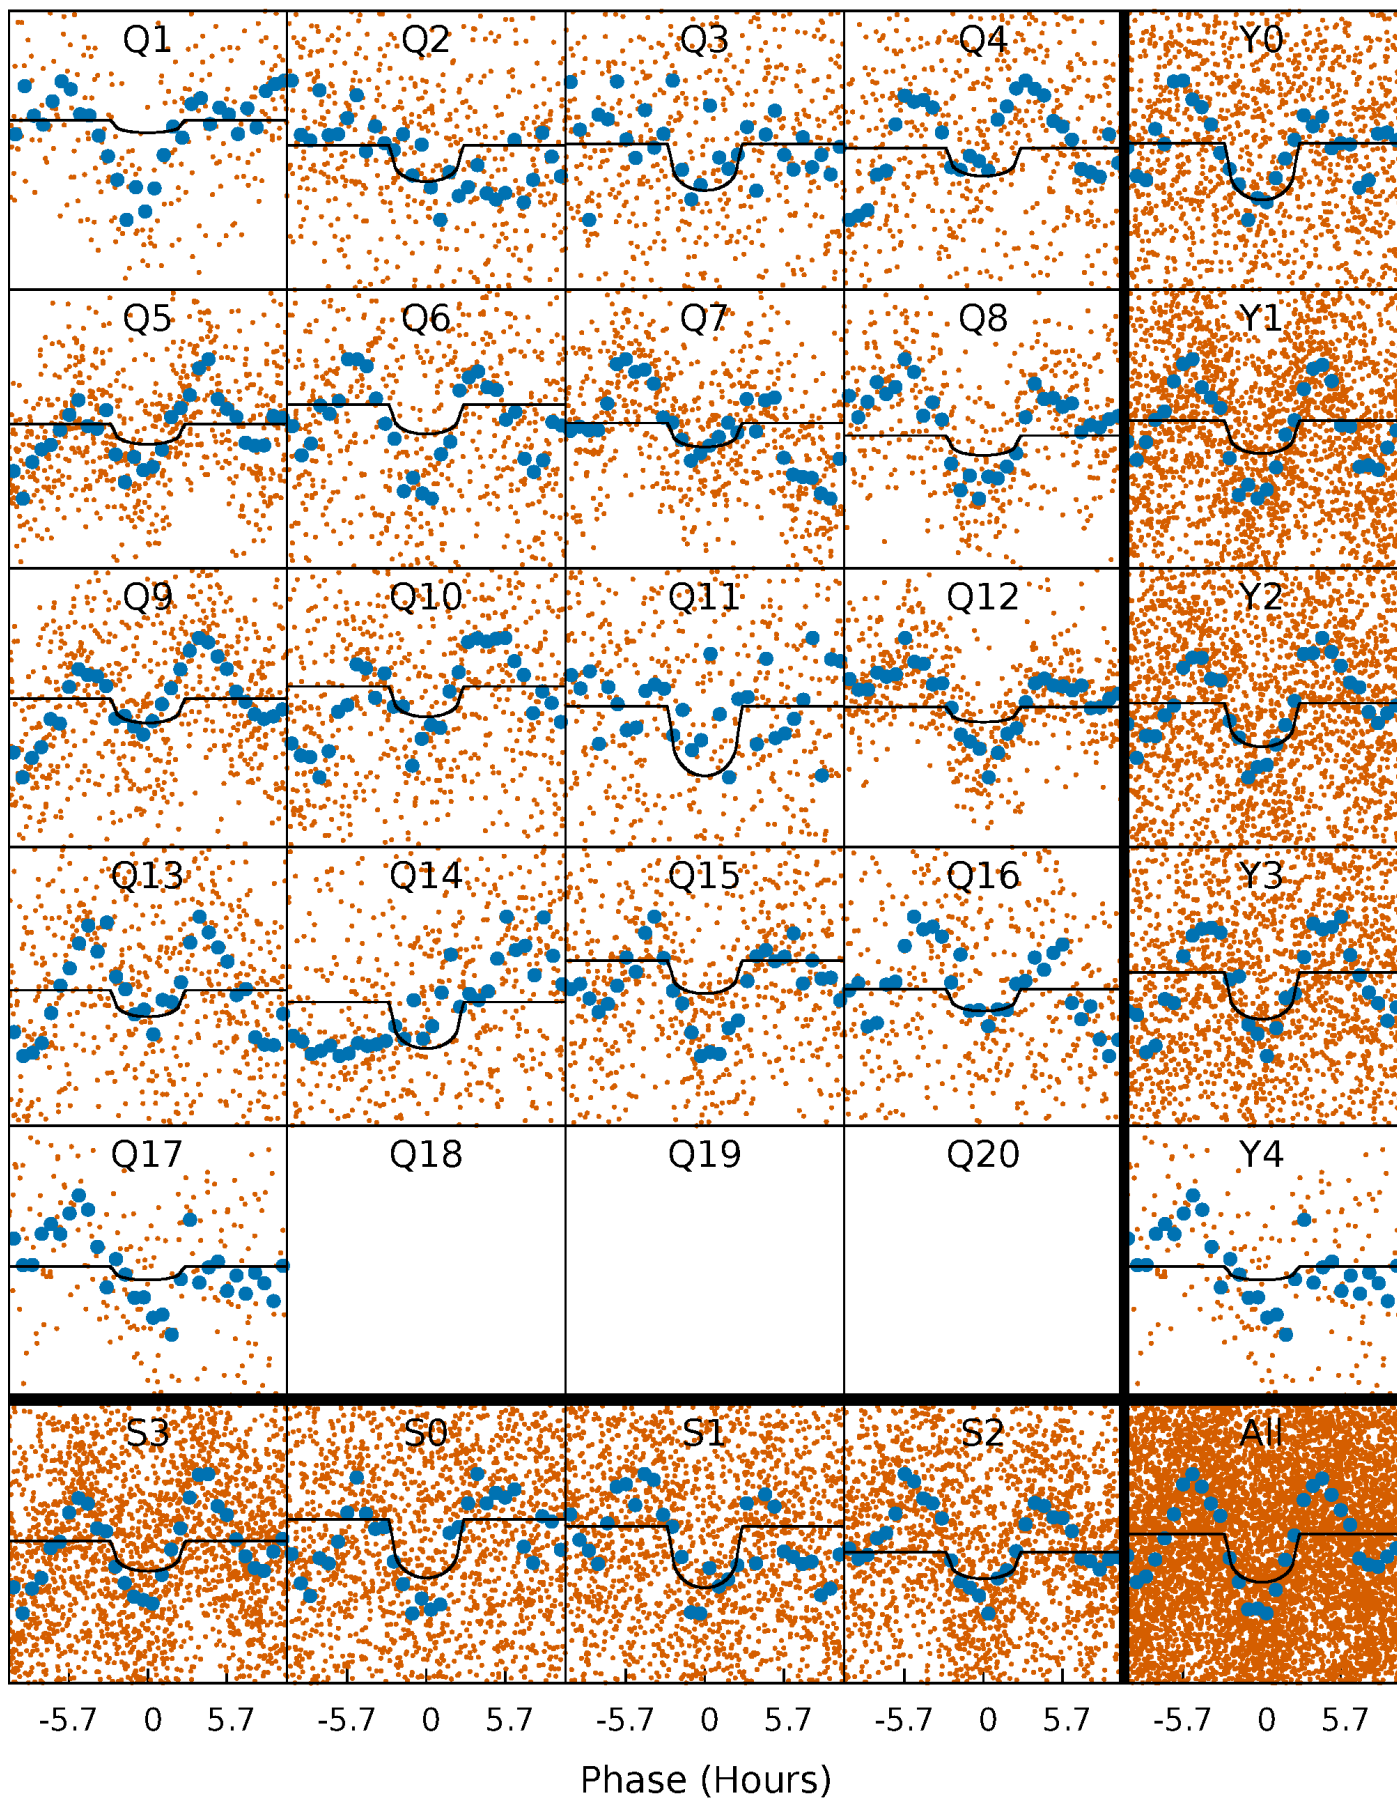 Q1 Q2 Q3 Q4 Y0
Q5 Q6 Q7 Q8 Y1
Q9 Q10 Q11 Q12 Y2
Q13 Q14 Q15 Q16 Y3
Q17 Q18 Q19 Q20 Y4
S3 S0 S1 S2 All
-5.7 0 5.7 -5.7 0 5.7 -5.7 0 5.7 -5.7 0 5.7 -5.7 0 5.7
Phase (Hours)